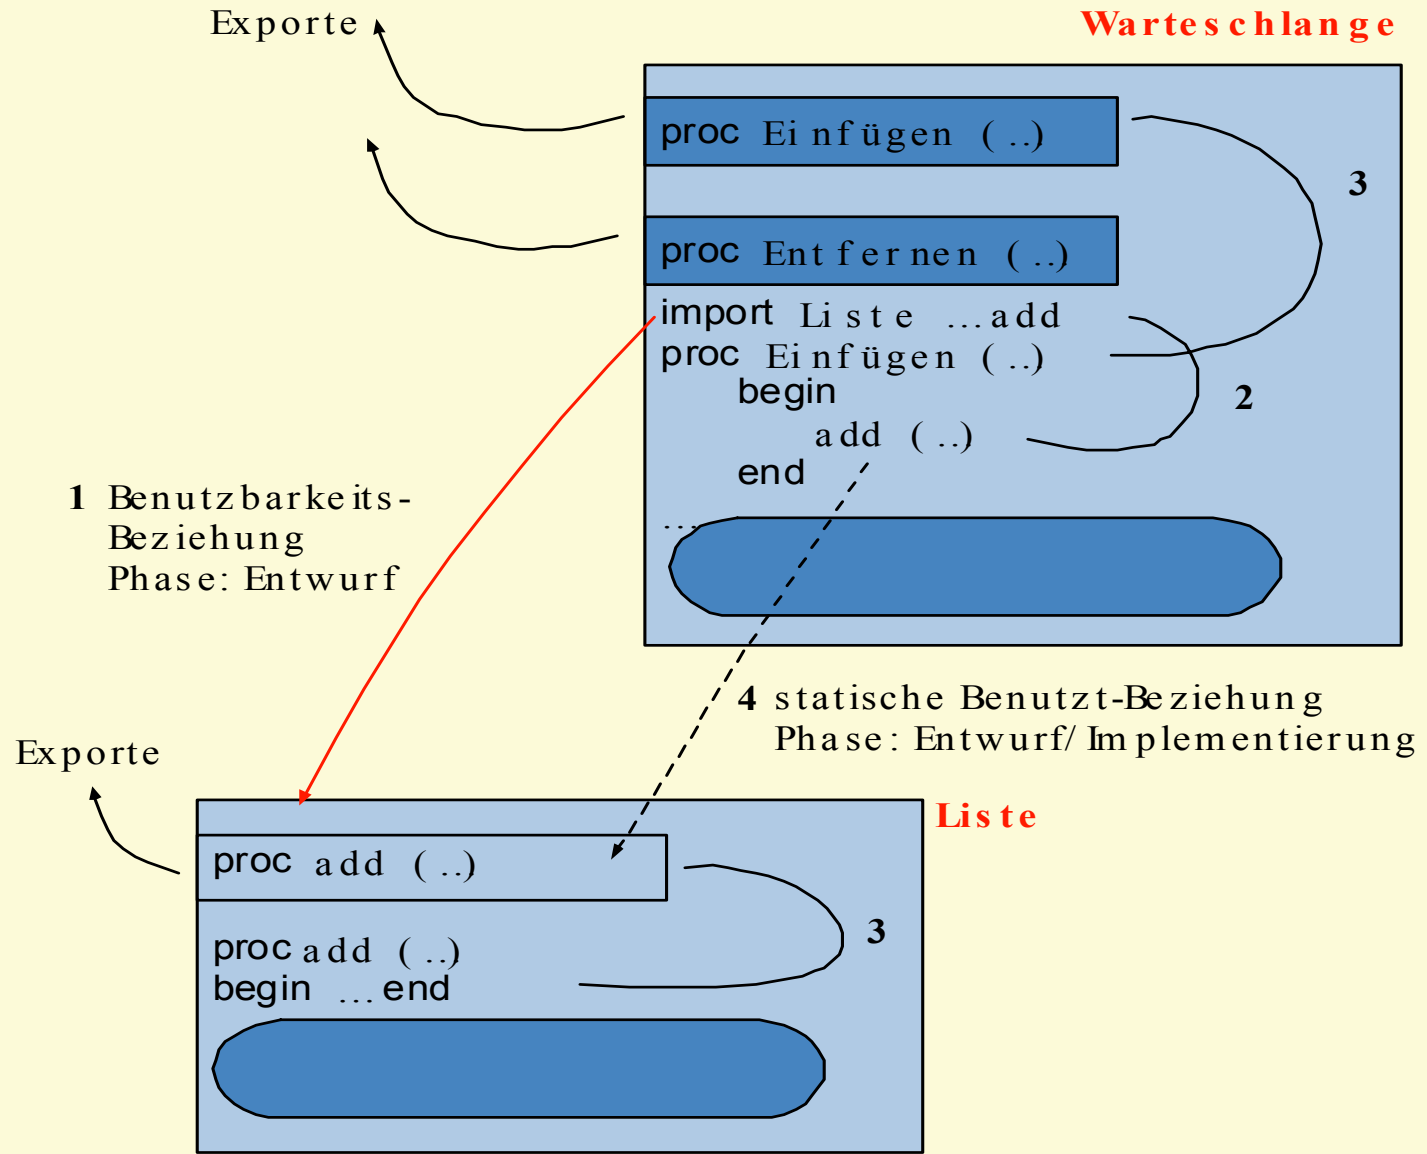 Exporte
Warteschlange
proc Einfügen (..)
3
proc Entfernen (..)
import Liste ...add
proc Einfügen (..)
begin
2
add (..)
end
1 Benutzbarkeits-
Beziehung
Phase: Entwurf
...
4 statische Benutzt-Beziehung
Phase: Entwurf/Implementierung
Exporte
Liste
proc add (..)
3
proc add (..)
begin ...end